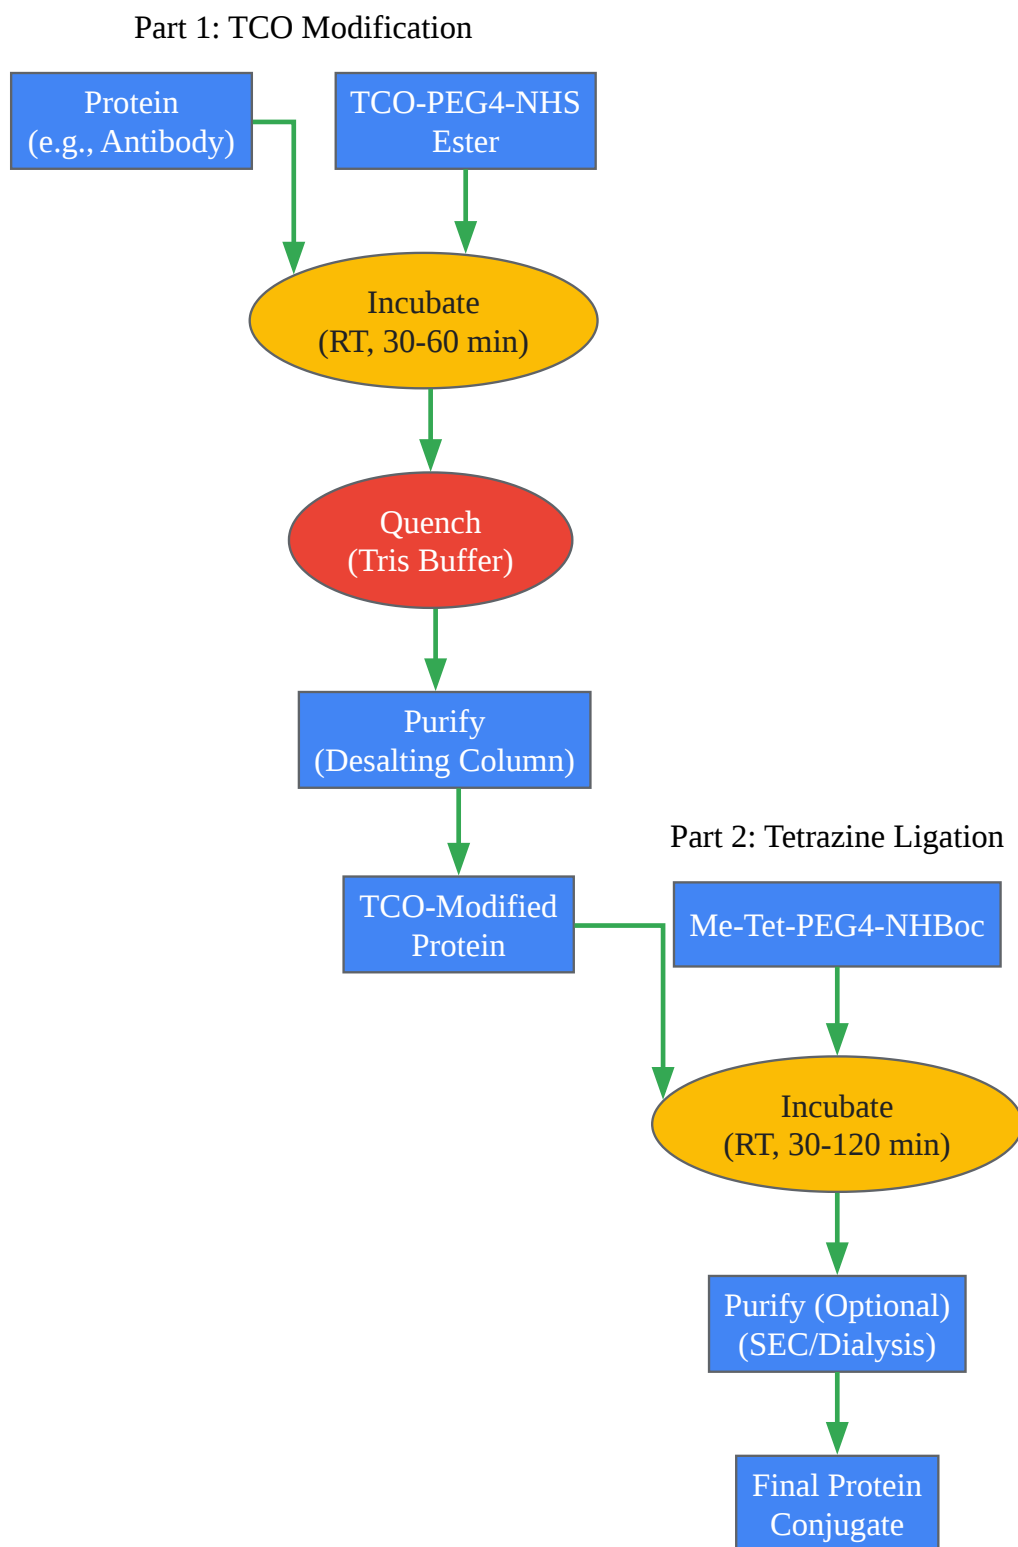 Part 1: TCO Modification
Protein
(e.g., Antibody)
TCO-PEG4-NHS
Ester
Incubate
(RT, 30-60 min)
Quench
(Tris Buffer)
Purify
(Desalting Column)
TCO-Modified
Protein
Part 2: Tetrazine Ligation
Me-Tet-PEG4-NHBoc
Incubate
(RT, 30-120 min)
Purify (Optional)
(SEC/Dialysis)
Final Protein
Conjugate